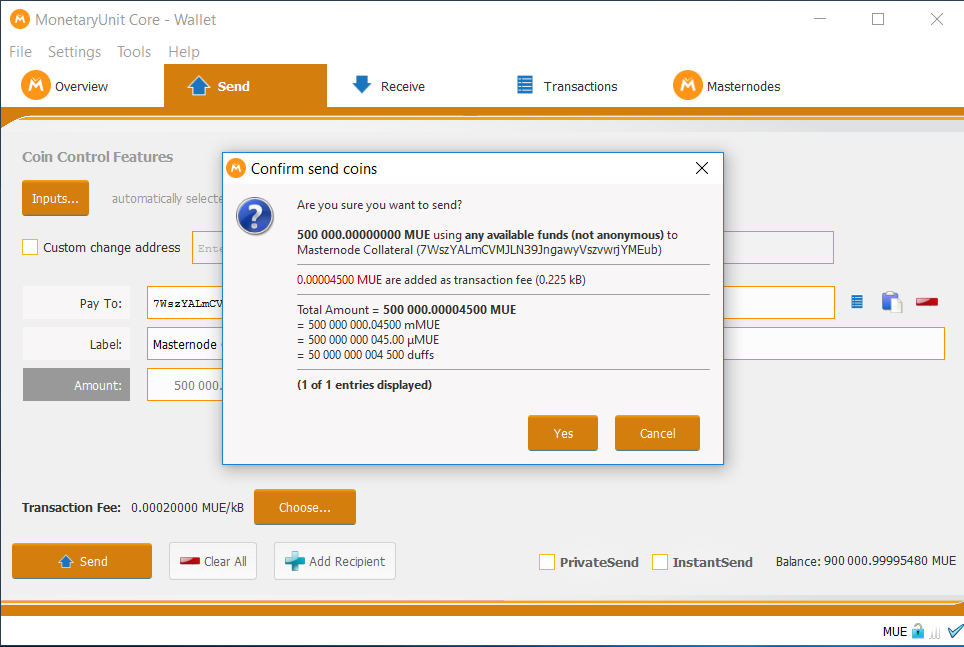 MonetaryUnit Core - Wallet
File Settings Tools Help
Overview Send Receive Transactions Masternodes
Coin Control Features
Inputs... automatically selecte
Custom change address Ente
Pay To: 7WszYALmCV
Label: Masternode
Amount: 500 000.
Confirm send coins
Are you sure you want to send?
500 000.00000000 MUE using any available funds (not anonymous) to
Masternode Collateral (7WszYALmCVMJLN39JngawyVszvwrjYMEub)
0.00004500 MUE are added as transaction fee (0.225 kB)
Total Amount = 500 000.00004500 MUE
= 500 000 000.04500 mMUE
= 500 000 000 045.00 µMUE
= 50 000 000 004 500 duffs
(1 of 1 entries displayed)
Yes Cancel
Transaction Fee: 0.00020000 MUE/kB Choose...
Send Clear All Add Recipient PrivateSend InstantSend Balance: 900 000.99995480 MUE
MUE